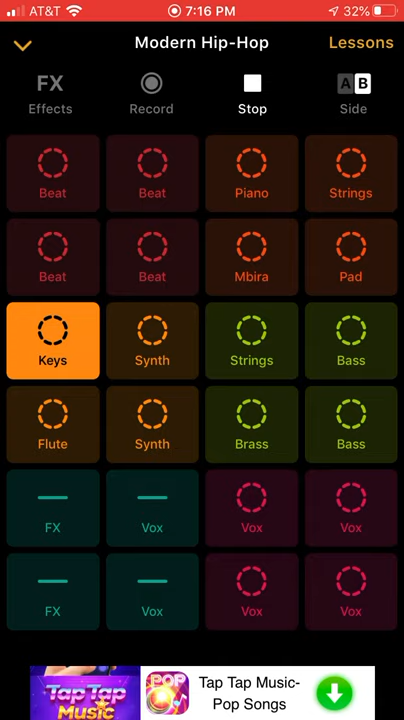 AT&T 7:16 PM 32%
Modern Hip-Hop Lessons
FX A B
Effects Record Stop Side
Beat Beat Piano Strings
Beat Beat Mbira Pad
Keys Synth Strings Bass
Flute Synth Brass Bass
FX Vox Vox Vox
FX Vox Vox Vox
Tap Tap Music
POP
Tap Tap Music-
Pop Songs